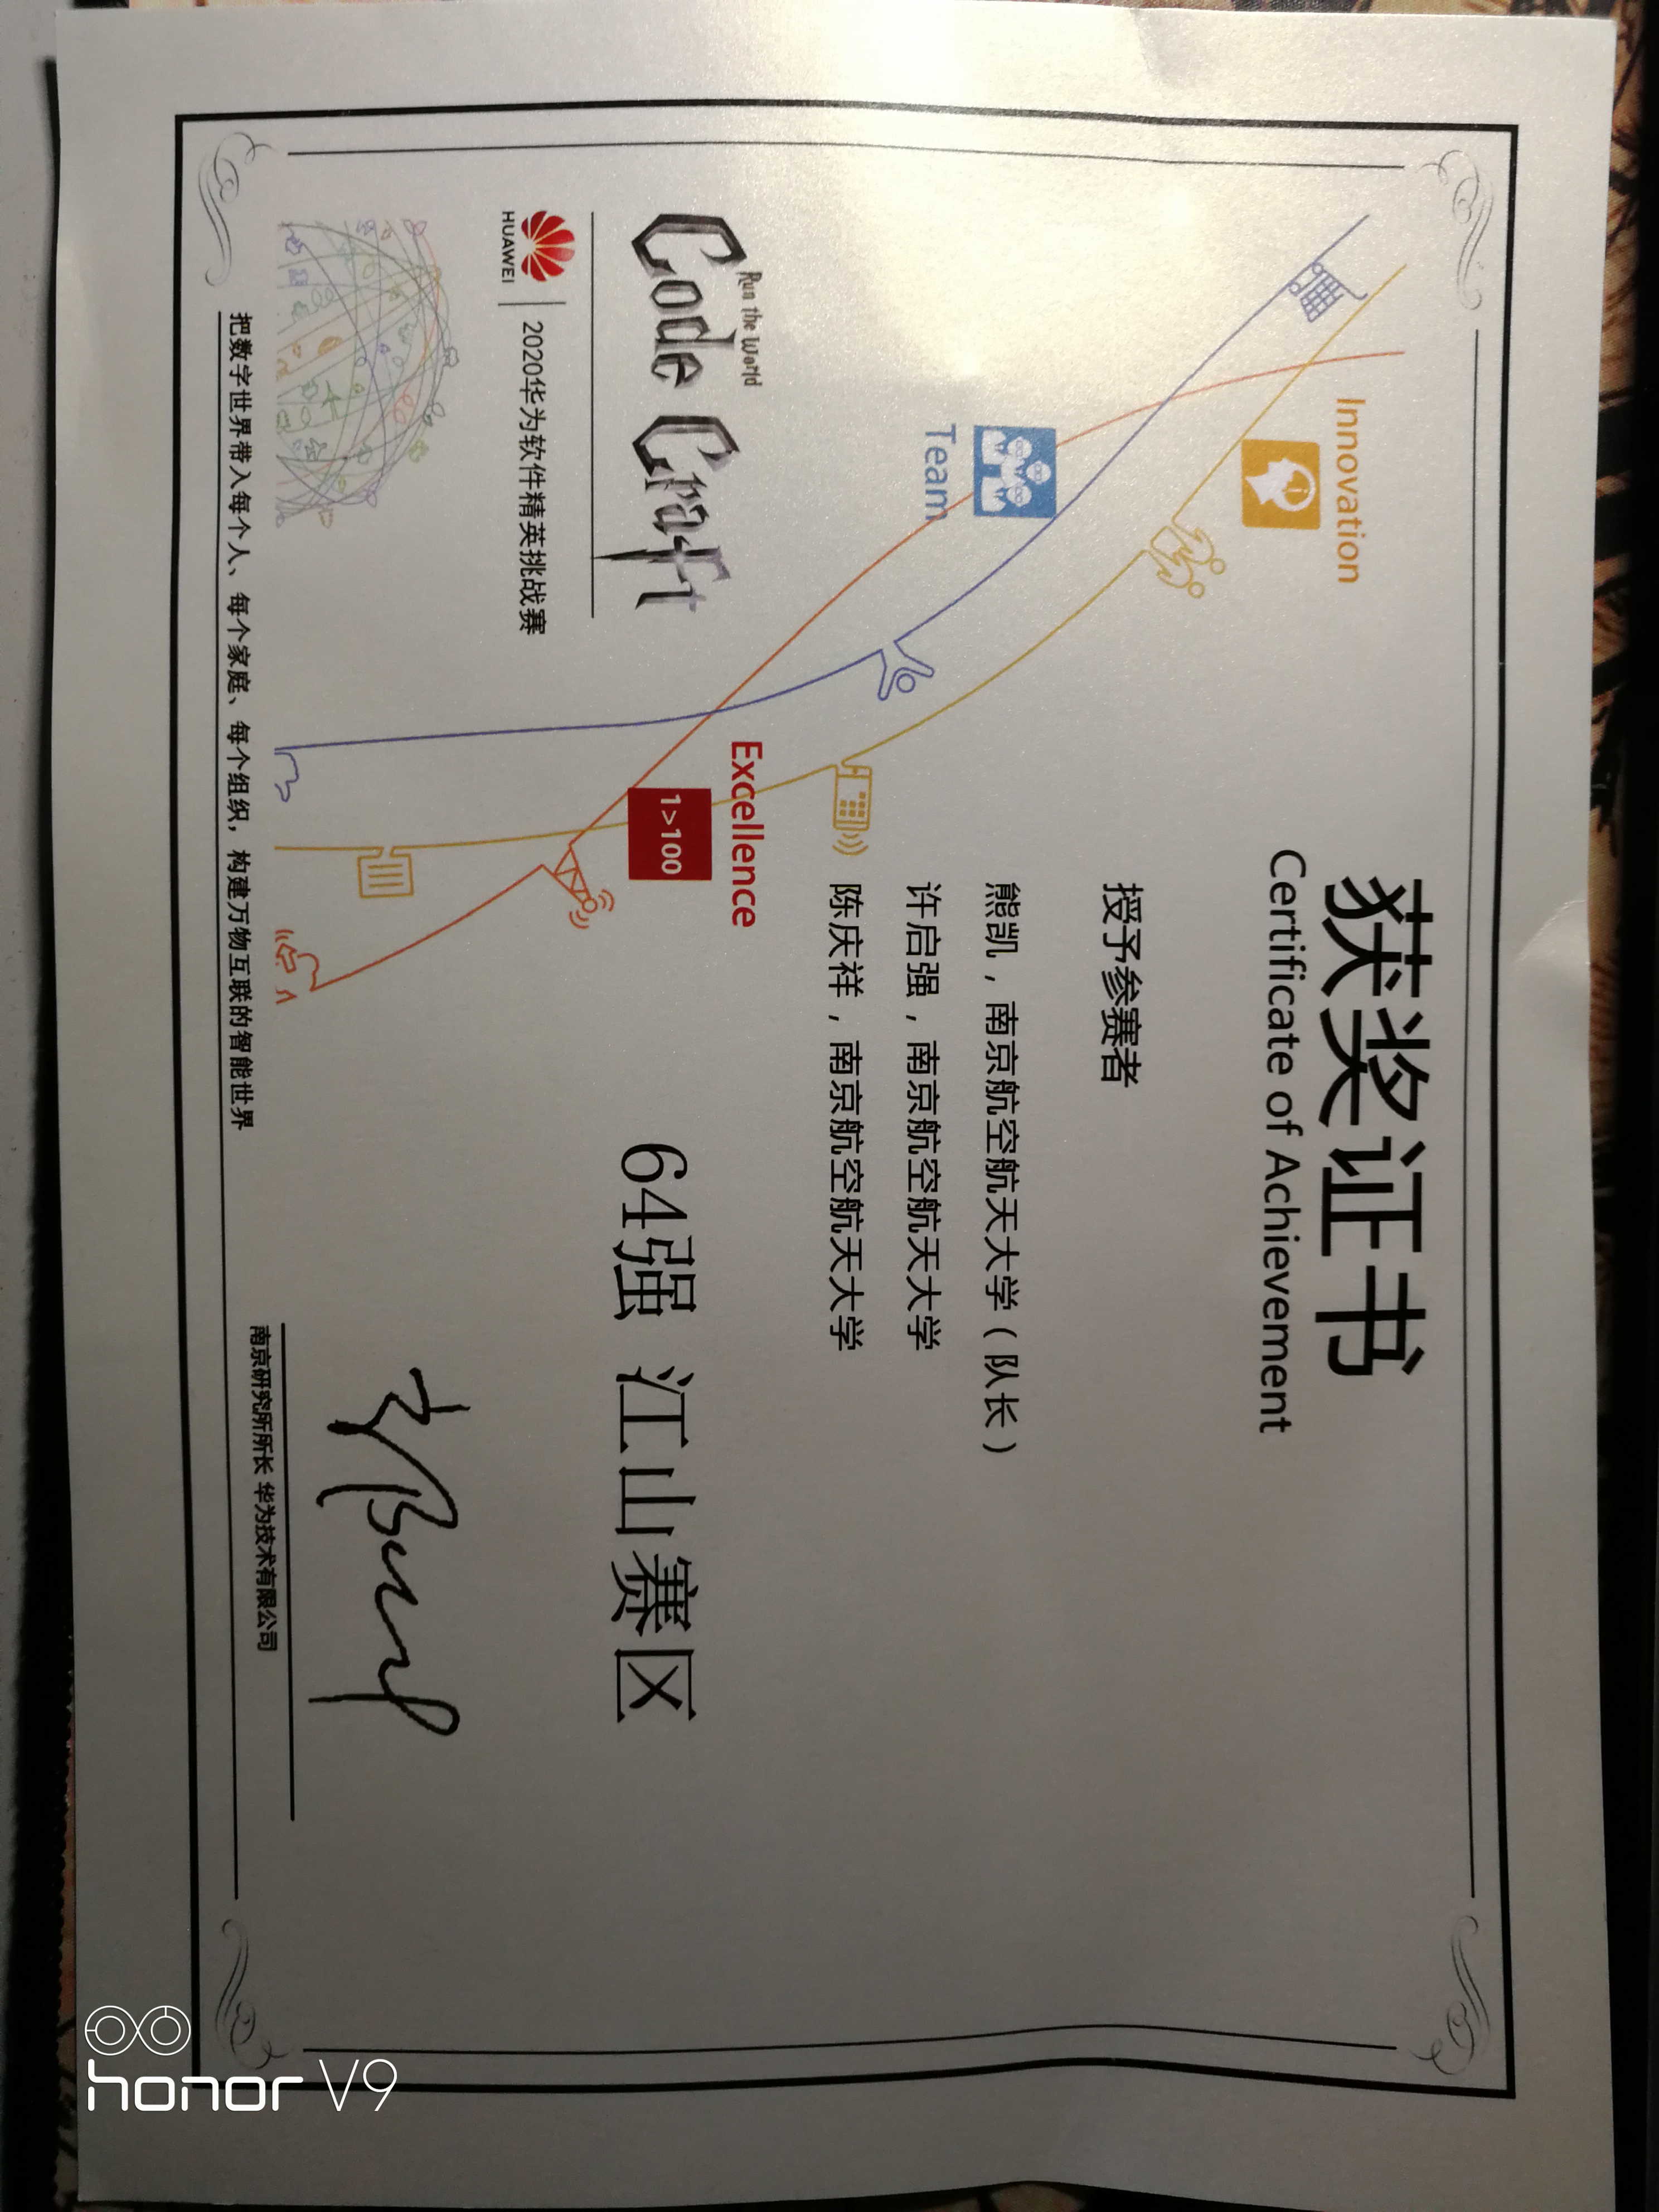 获奖证书
Certificate of Achievement
Innovation
Team
授予参赛者
熊凯，南京航空航天大学（队长）
许启强，南京航空航天大学
陈庆祥，南京航空航天大学
Excellence
1>100
Run the World
Code Craft
64强 江山赛区
HUAWEI
2020华为软件精英挑战赛
南京研究所所长 华为技术有限公司
把数字世界带入每个人、每个家庭、每个组织，构建万物互联的智能世界
honor V9